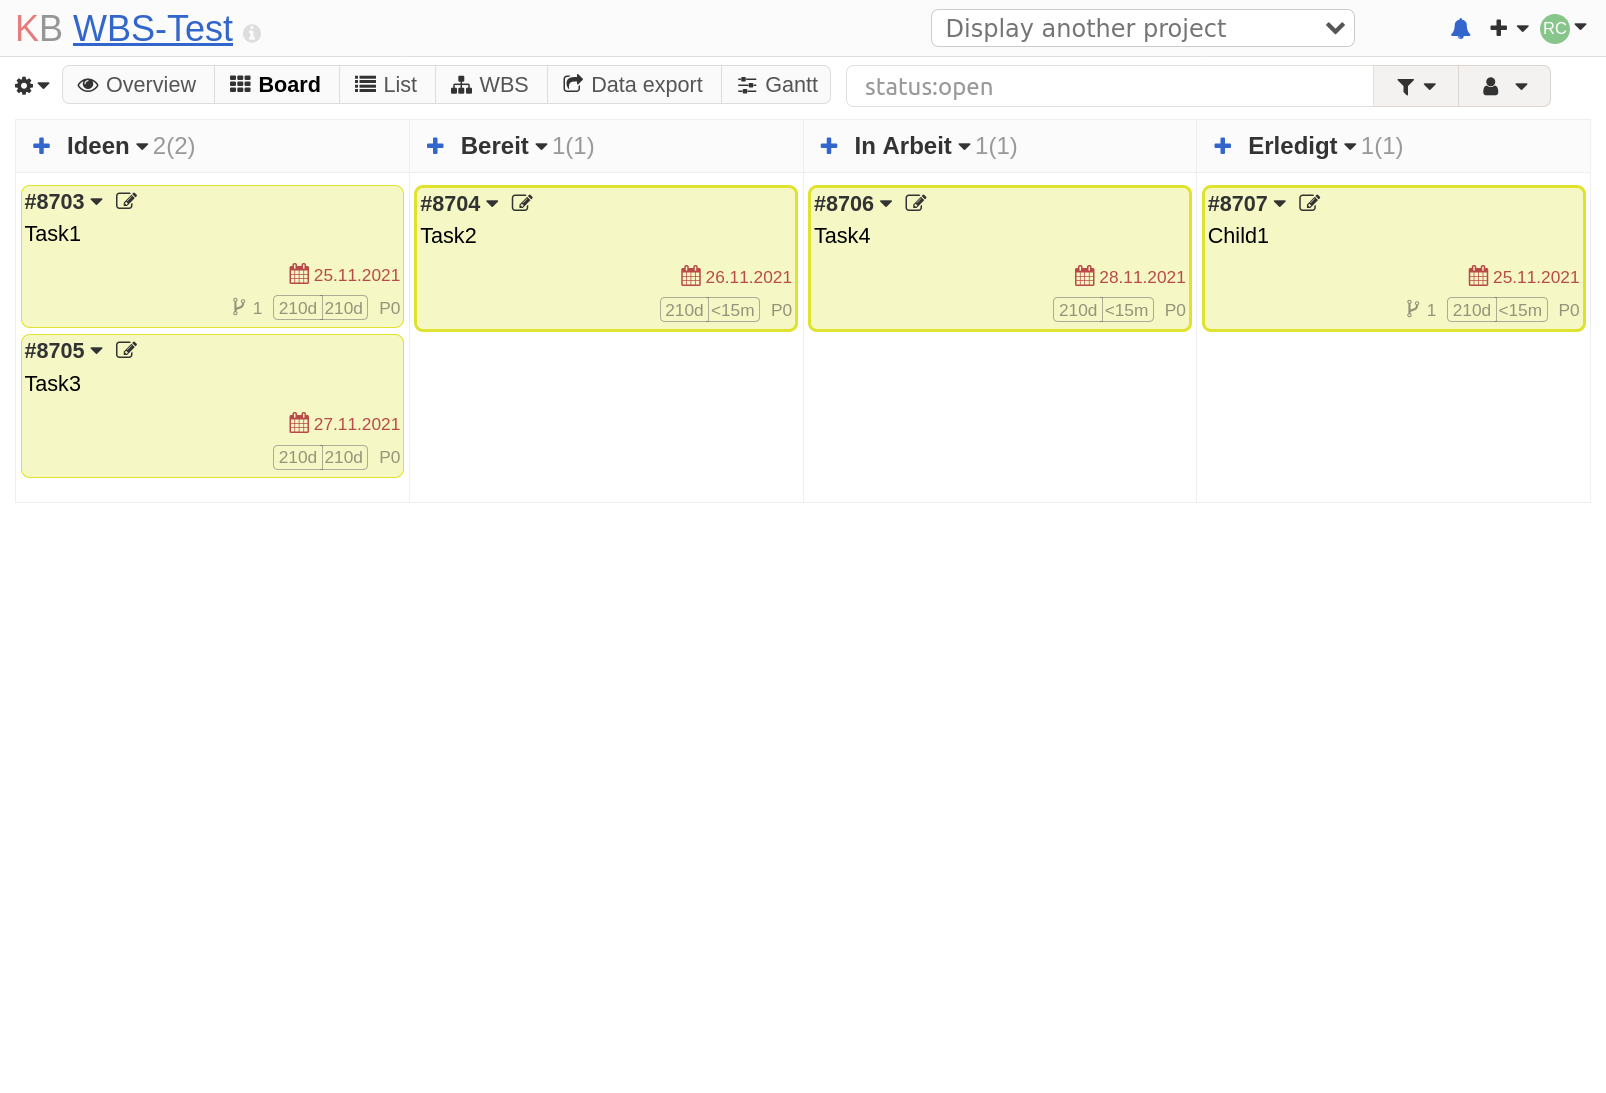 KB WBS-Test
Display another project
RC
Overview
Board
List
WBS
Data export
Gantt
status:open
Ideen 2(2)
Bereit 1(1)
In Arbeit 1(1)
Erledigt 1(1)
#8703
Task1
25.11.2021
1 210d 210d P0
#8705
Task3
27.11.2021
210d 210d P0
#8704
Task2
26.11.2021
210d <15m P0
#8706
Task4
28.11.2021
210d <15m P0
#8707
Child1
25.11.2021
1 210d <15m P0